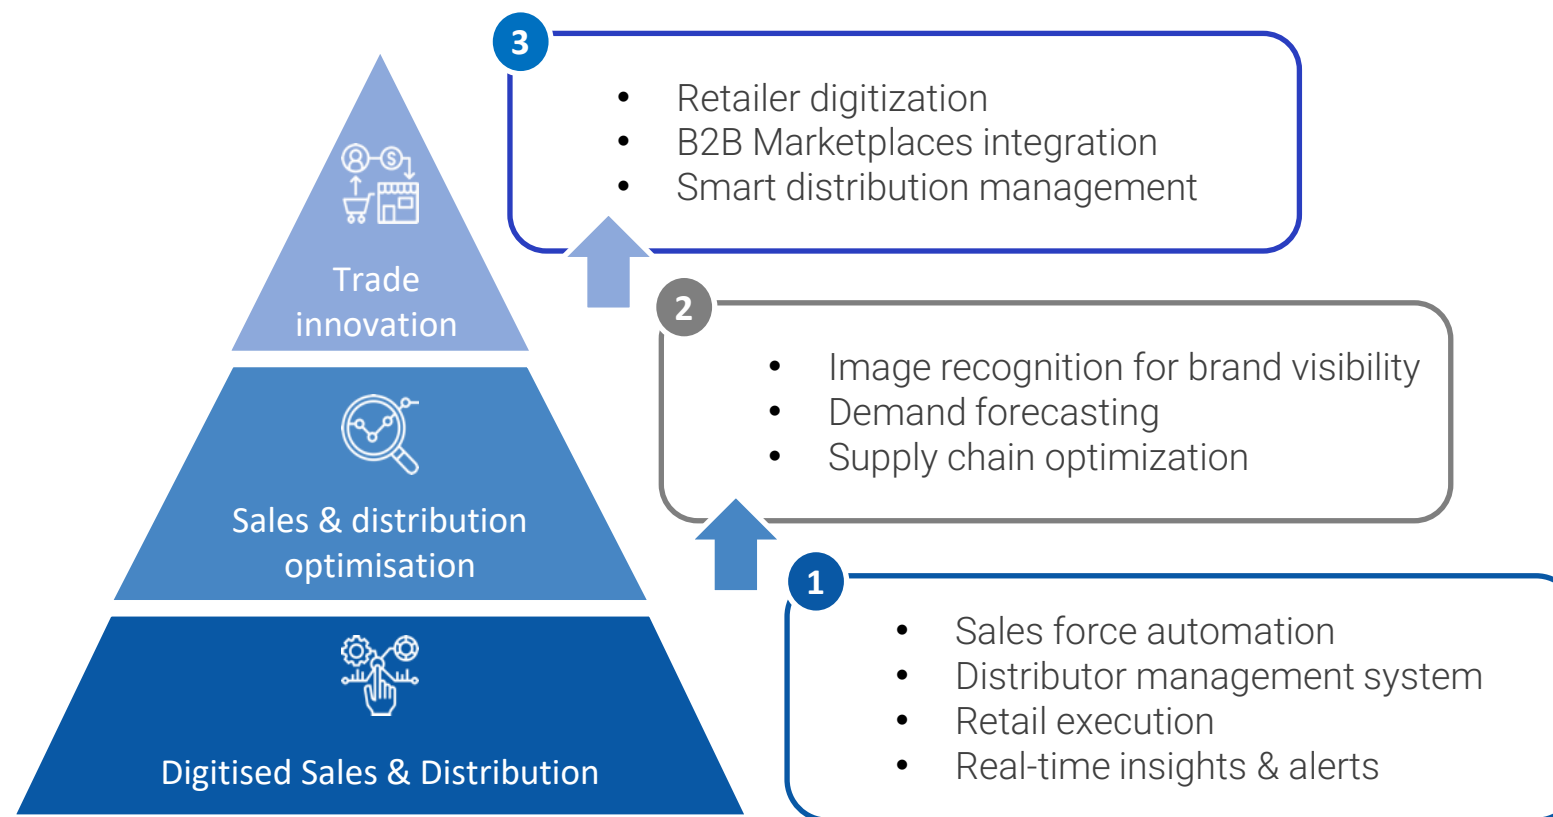 3
• Retailer digitization
• B2B Marketplaces integration
• Smart distribution management
Trade
innovation
2
• Image recognition for brand visibility
• Demand forecasting
• Supply chain optimization
Sales & distribution
optimisation
1
• Sales force automation
• Distributor management system
• Retail execution
• Real-time insights & alerts
Digitised Sales & Distribution